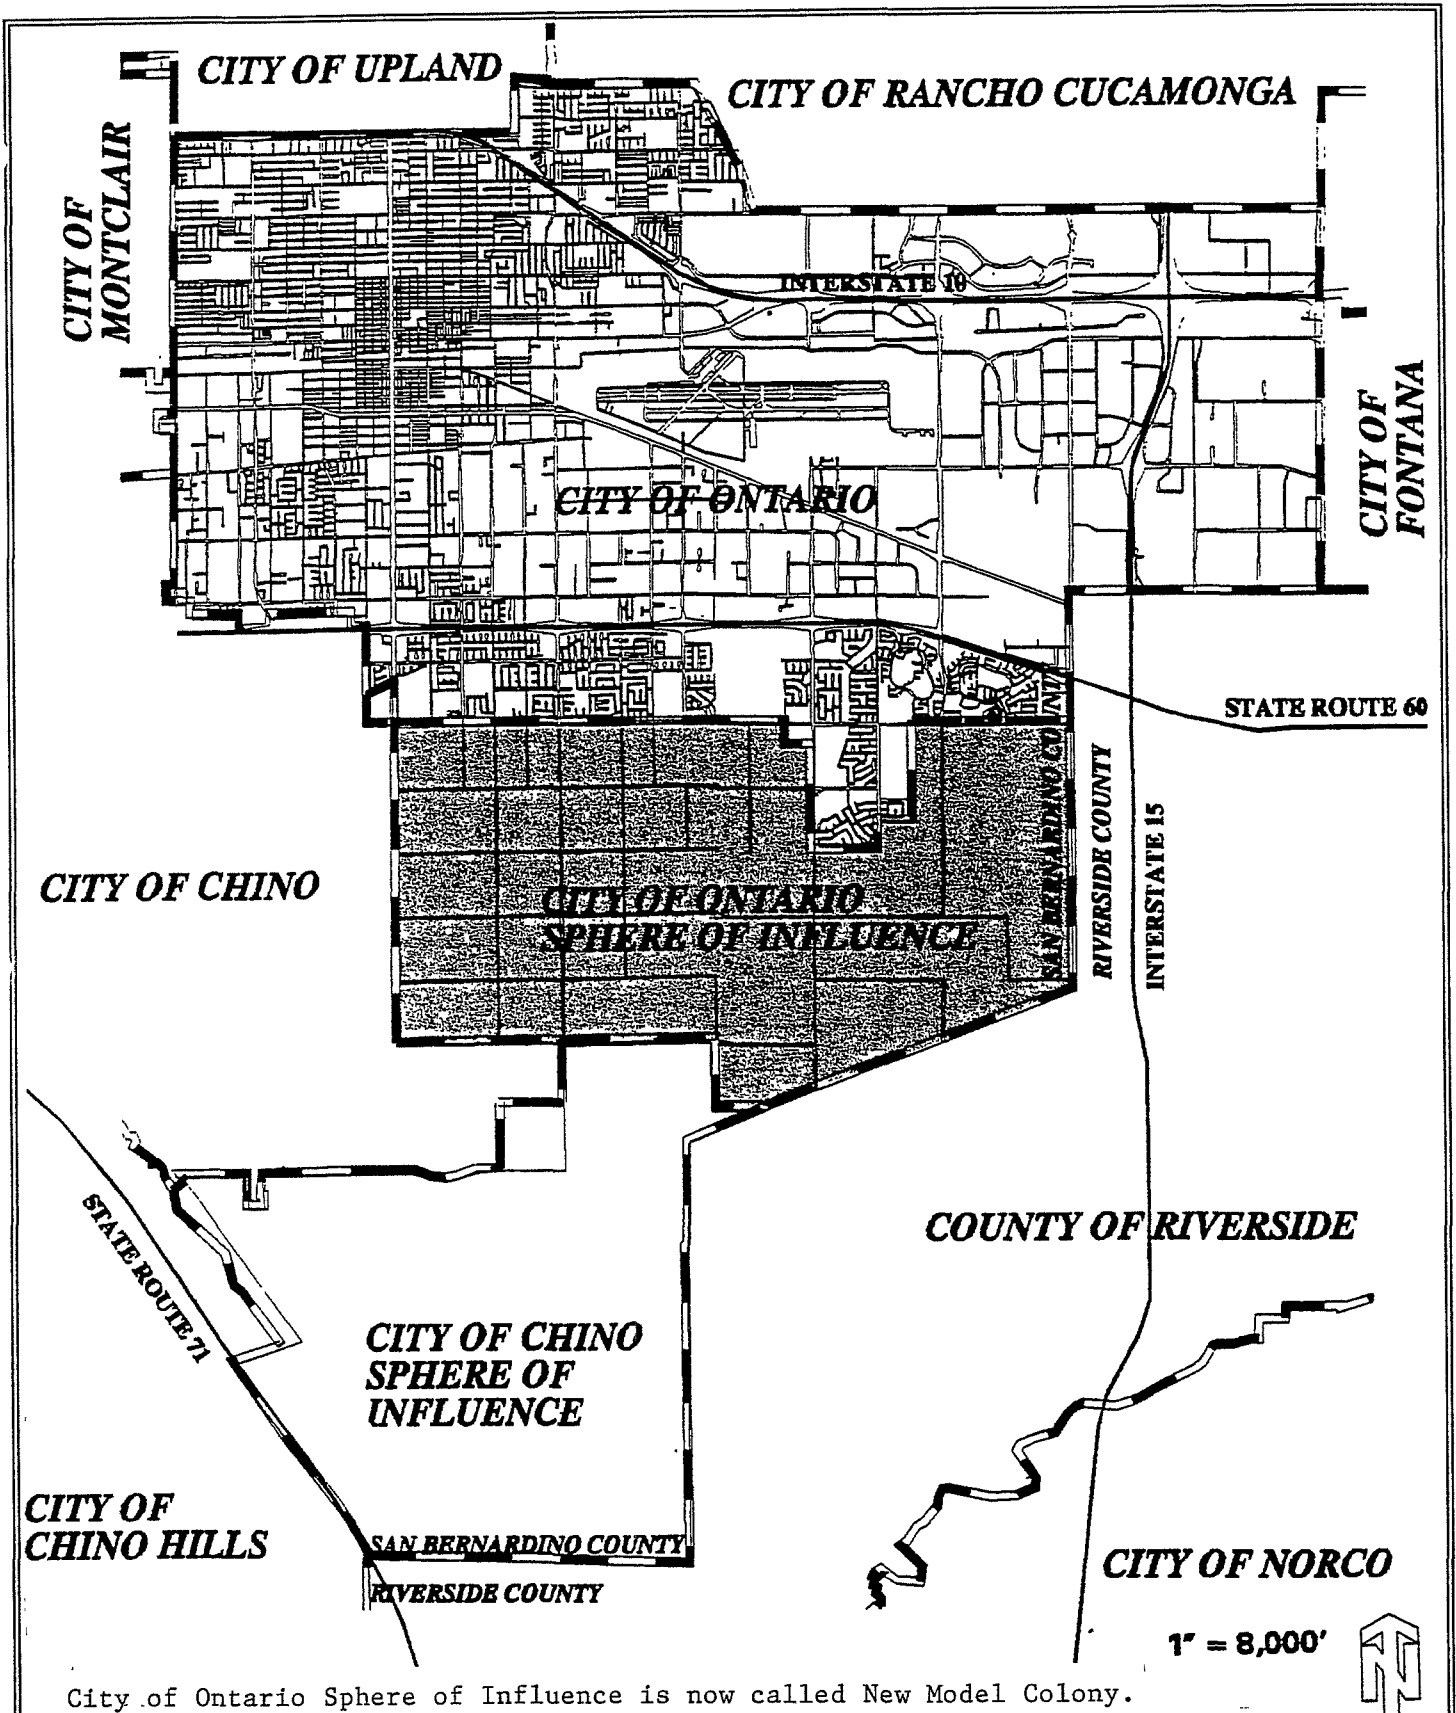 CITY OF UPLAND
CITY OF RANCHO CUCAMONGA
CITY OF
MONTCLAIR
INTERSTATE 10
CITY OF
FONTANA
CITY OF ONTARIO
STATE ROUTE 60
SAN BERNARDINO COUNTY
RIVERSIDE COUNTY
INTERSTATE 15
CITY OF CHINO
CITY OF ONTARIO
SPHERE OF INFLUENCE
STATE ROUTE 71
COUNTY OF RIVERSIDE
CITY OF CHINO
SPHERE OF
INFLUENCE
CITY OF
CHINO HILLS
SAN BERNARDINO COUNTY
RIVERSIDE COUNTY
CITY OF NORCO
1" = 8,000'
City of Ontario Sphere of Influence is now called New Model Colony.